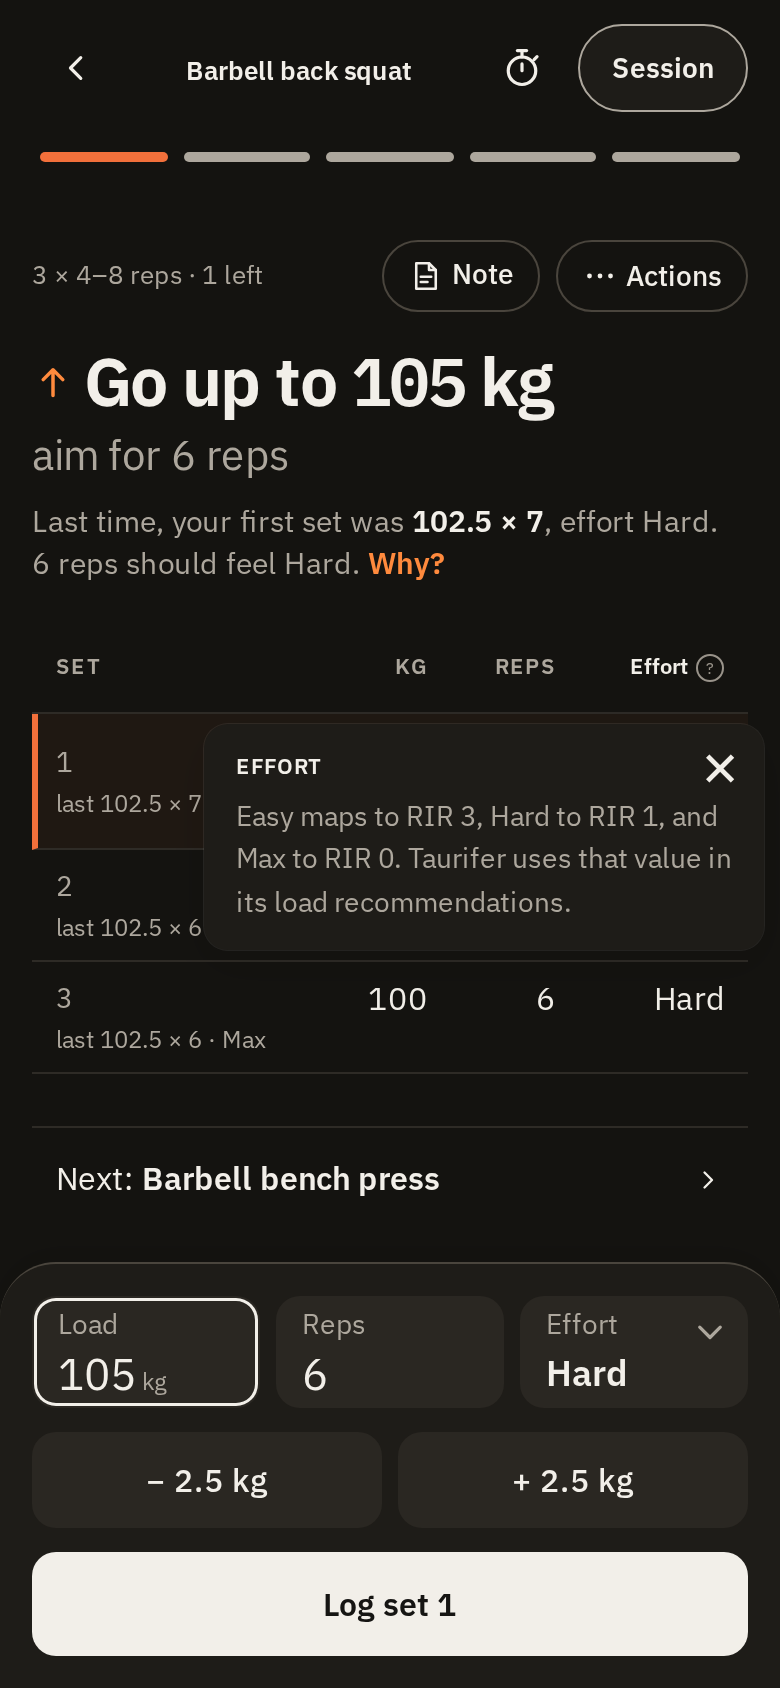 Barbell back squat
Session
3 × 4–8 reps · 1 left
Note
··· Actions
↑ Go up to 105 kg
aim for 6 reps
Last time, your first set was 102.5 × 7, effort Hard.
6 reps should feel Hard. Why?
SET KG REPS Effort ?
1
last 102.5 × 7
EFFORT
Easy maps to RIR 3, Hard to RIR 1, and
Max to RIR 0. Taurifer uses that value in
its load recommendations.
2
last 102.5 × 6
3 100 6 Hard
last 102.5 × 6 · Max
Next: Barbell bench press
Load Reps Effort
105 kg 6 Hard
− 2.5 kg + 2.5 kg
Log set 1